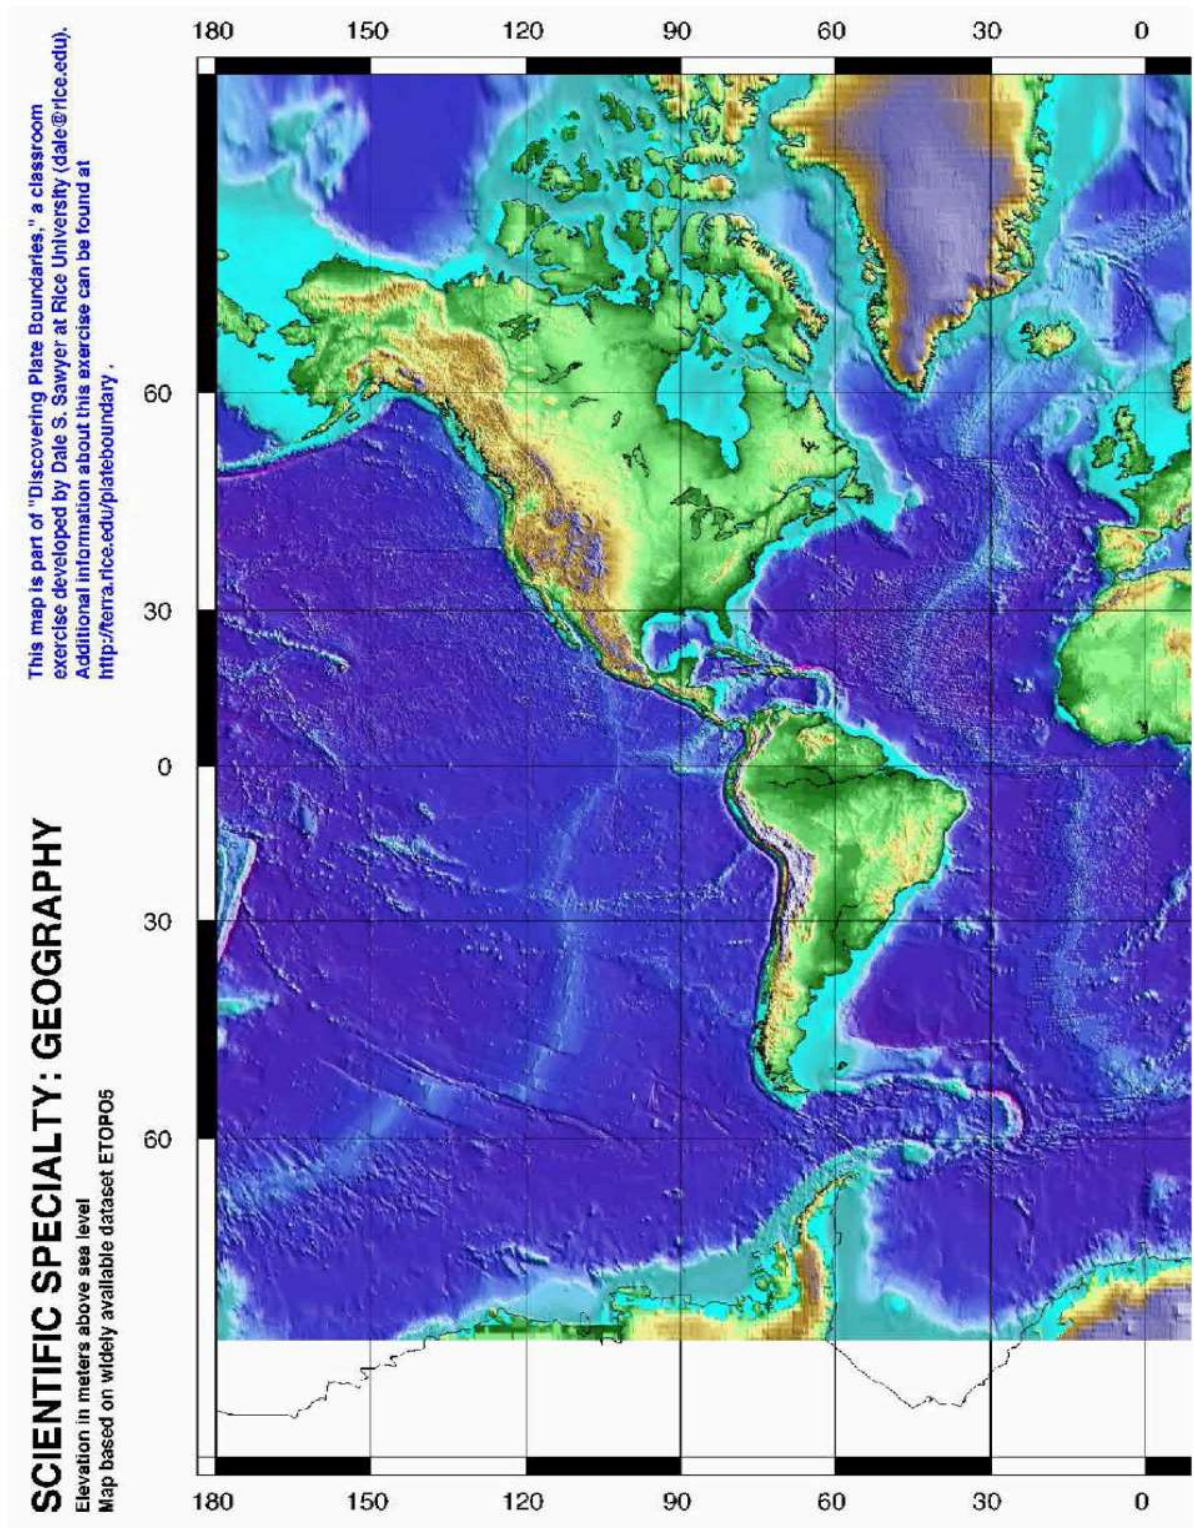 This map is part of "Discovering Plate Boundaries," a classroom
exercise developed by Dale S. Sawyer at Rice University (dale@rice.edu).
Additional information about this exercise can be found at
http://terra.rice.edu/plateboundary .
SCIENTIFIC SPECIALTY: GEOGRAPHY
Elevation in meters above sea level
Map based on widely available dataset ETOPO5
180 150 120 90 60 30 0
60
30
0
30
60
180 150 120 90 60 30 0